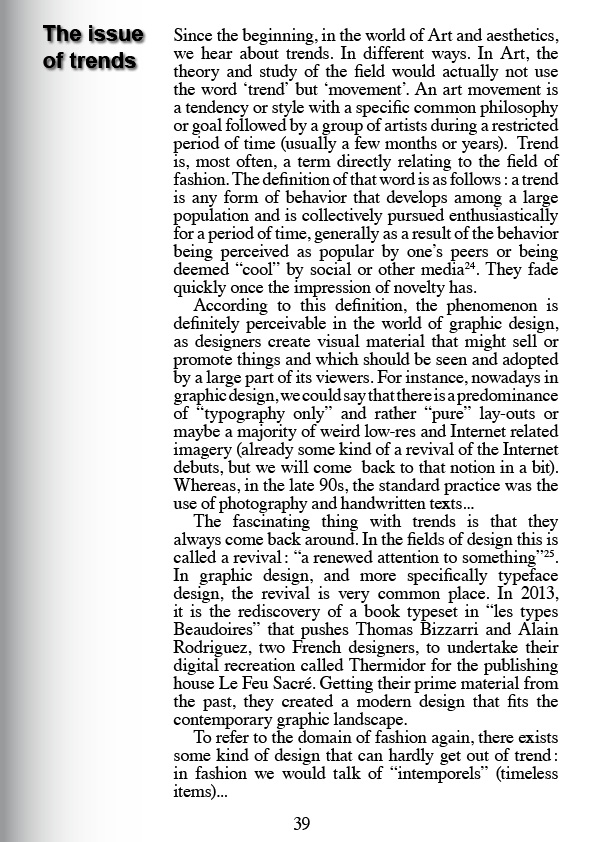 The issue
of trends
Since the beginning, in the world of Art and aesthetics,
we hear about trends. In different ways. In Art, the
theory and study of the field would actually not use
the word ‘trend’ but ‘movement’. An art movement is
a tendency or style with a specific common philosophy
or goal followed by a group of artists during a restricted
period of time (usually a few months or years).  Trend
is, most often, a term directly relating to the field of
fashion. The definition of that word is as follows : a trend
is any form of behavior that develops among a large
population and is collectively pursued enthusiastically
for a period of time, generally as a result of the behavior
being perceived as popular by one’s peers or being
deemed “cool” by social or other media²⁴. They fade
quickly once the impression of novelty has.
According to this definition, the phenomenon is
definitely perceivable in the world of graphic design,
as designers create visual material that might sell or
promote things and which should be seen and adopted
by a large part of its viewers. For instance, nowadays in
graphic design, we could say that there is a predominance
of “typography only” and rather “pure” lay-outs or
maybe a majority of weird low-res and Internet related
imagery (already some kind of a revival of the Internet
debuts, but we will come  back to that notion in a bit).
Whereas, in the late 90s, the standard practice was the
use of photography and handwritten texts...
The fascinating thing with trends is that they
always come back around. In the fields of design this is
called a revival : “a renewed attention to something”²⁵.
In graphic design, and more specifically typeface
design, the revival is very common place. In 2013,
it is the rediscovery of a book typeset in “les types
Beaudoires” that pushes Thomas Bizzarri and Alain
Rodriguez, two French designers, to undertake their
digital recreation called Thermidor for the publishing
house Le Feu Sacré. Getting their prime material from
the past, they created a modern design that fits the
contemporary graphic landscape.
To refer to the domain of fashion again, there exists
some kind of design that can hardly get out of trend :
in fashion we would talk of “intemporels” (timeless
items)...
39